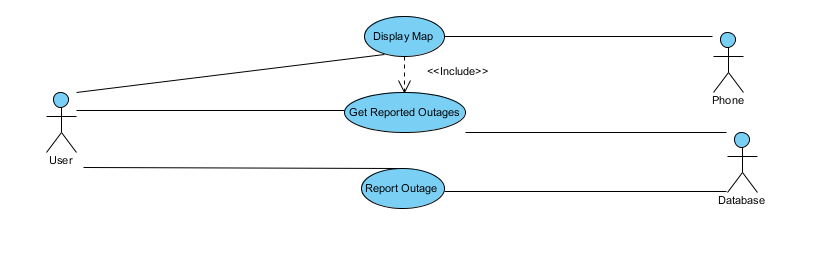 Display Map
<<Include>>
Phone
Get Reported Outages
User
Report Outage
Database